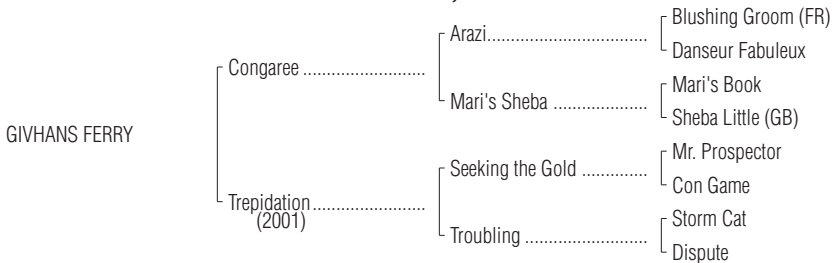 Blushing Groom (FR)
Arazi
Danseur Fabuleux
Congaree
Mari's Book
Mari's Sheba
Sheba Little (GB)
GIVHANS FERRY
Mr. Prospector
Seeking the Gold
Con Game
Trepidation
(2001)
Storm Cat
Troubling
Dispute